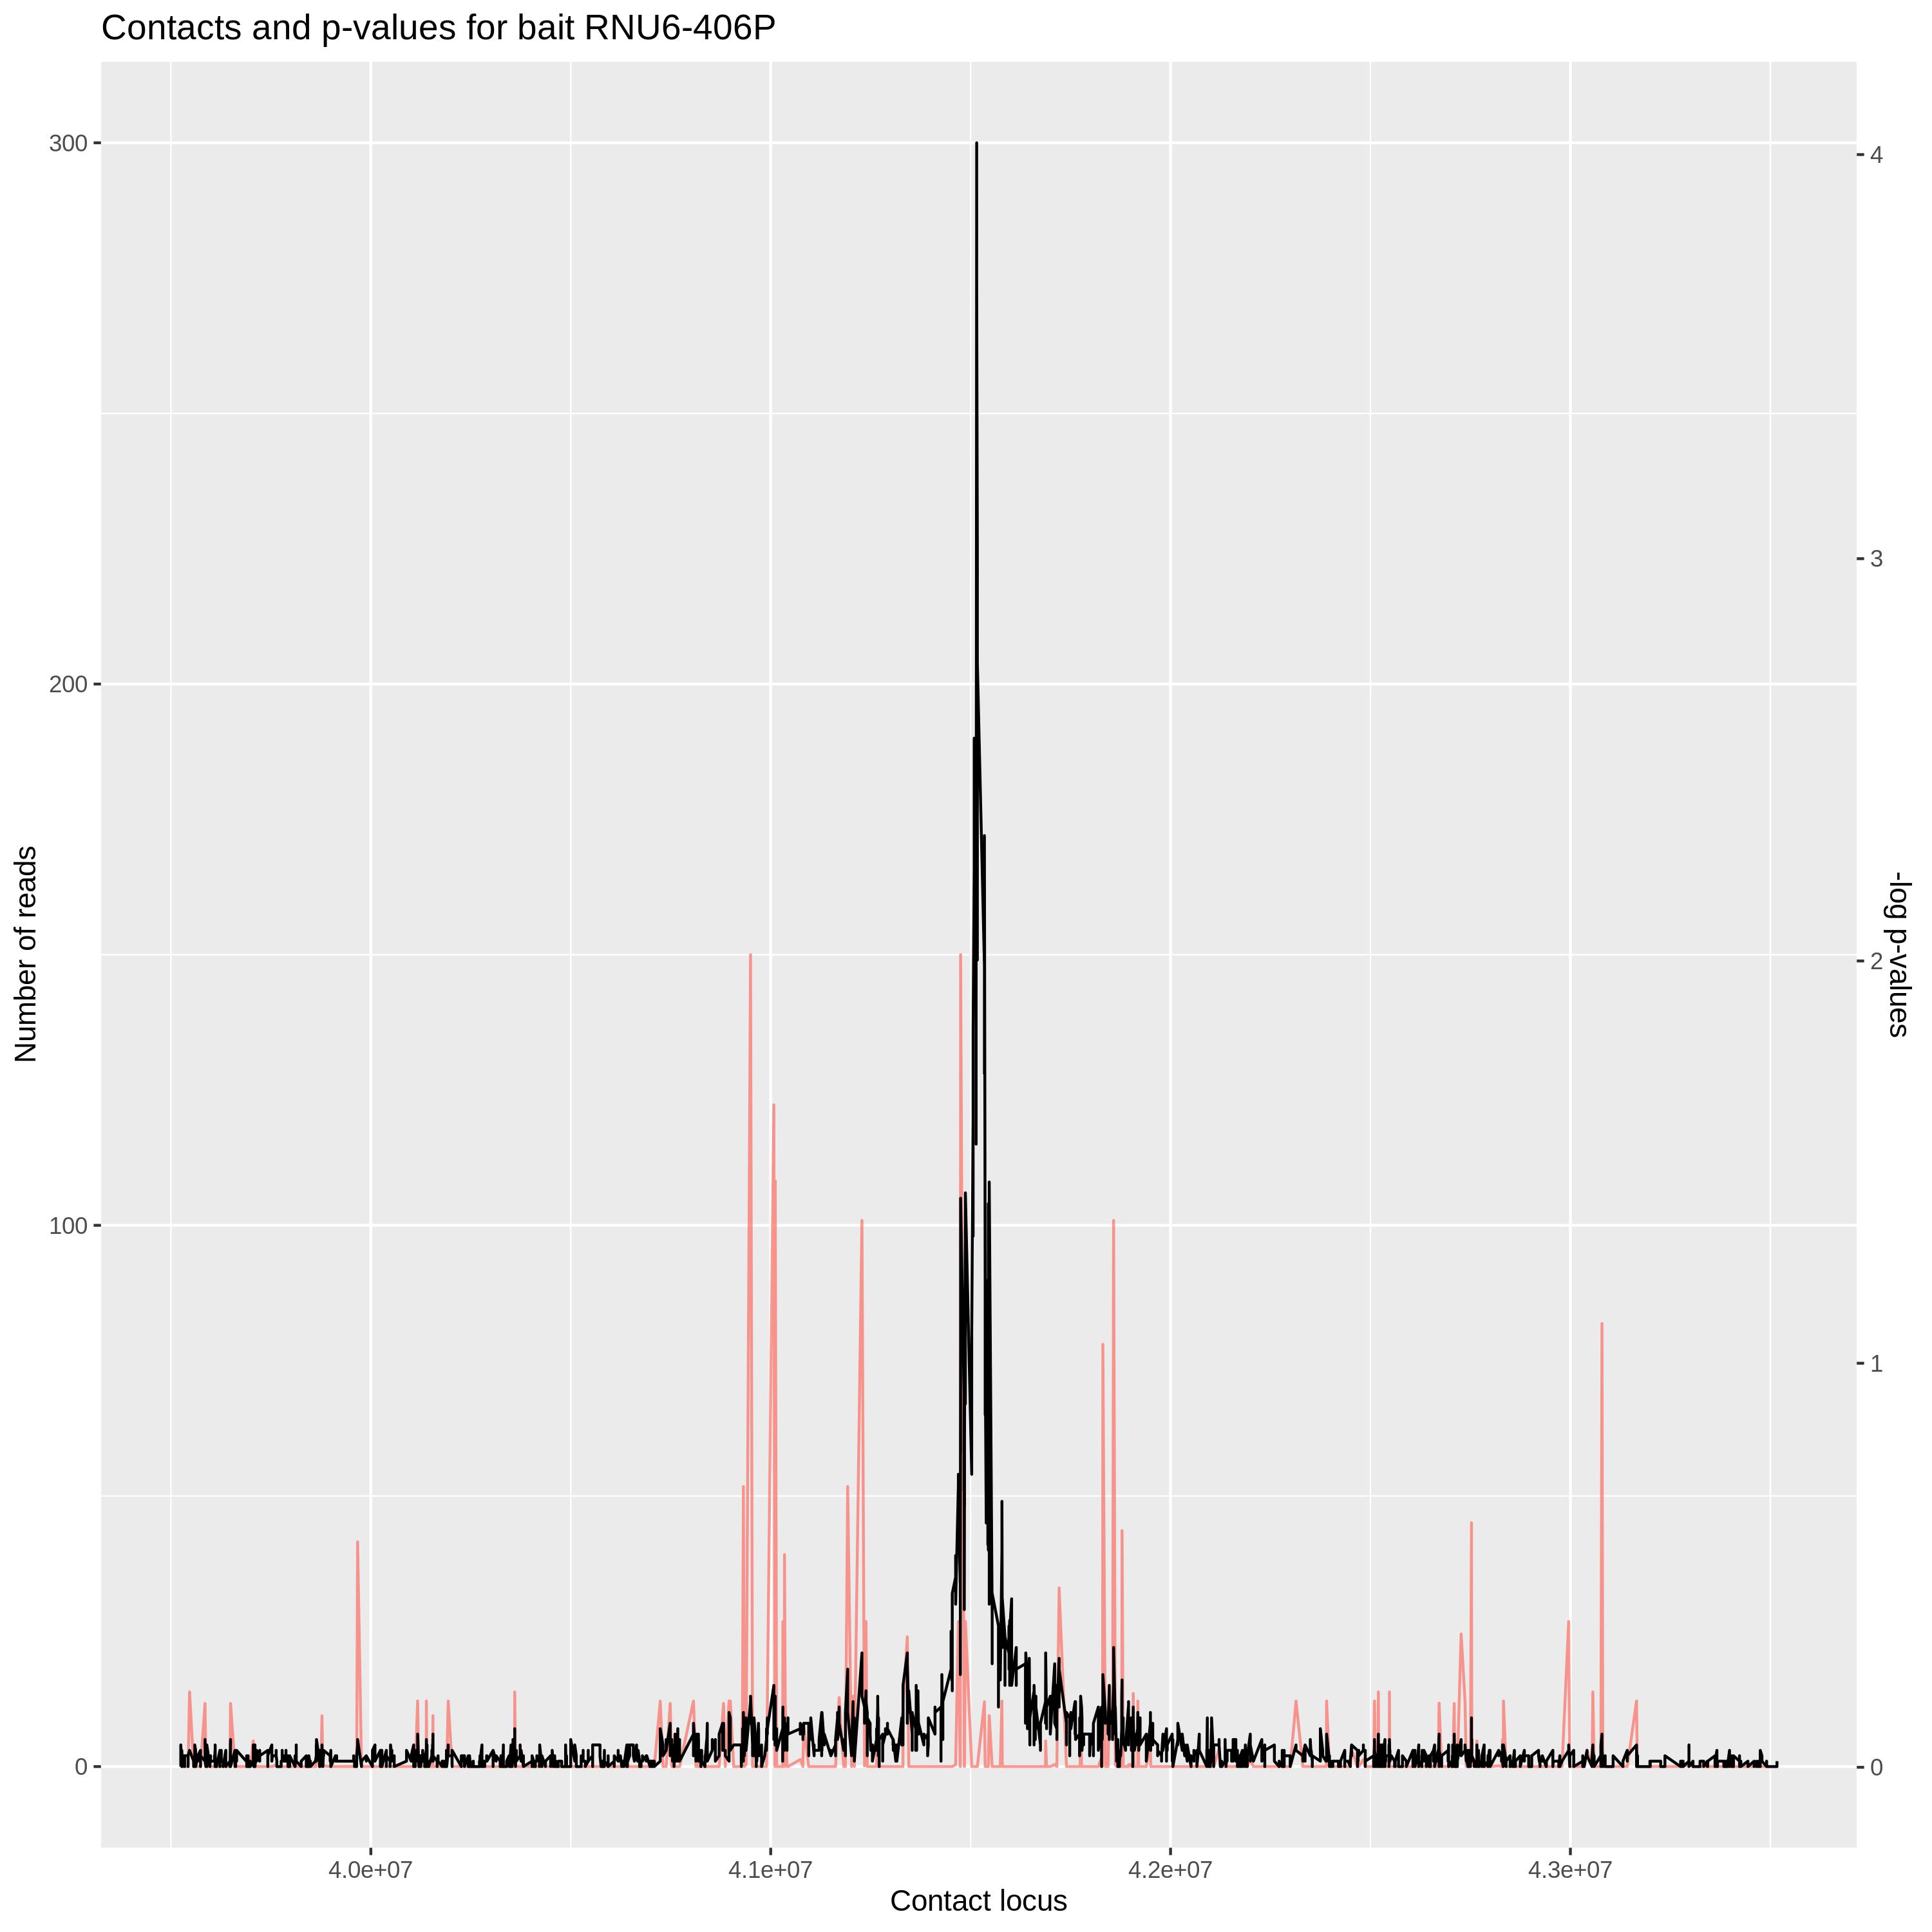 Contacts and p-values for bait RNU6-406P
300
200
100
0
4
3
2
1
0
Number of reads
-log p-values
4.0e+07
4.1e+07
4.2e+07
4.3e+07
Contact locus